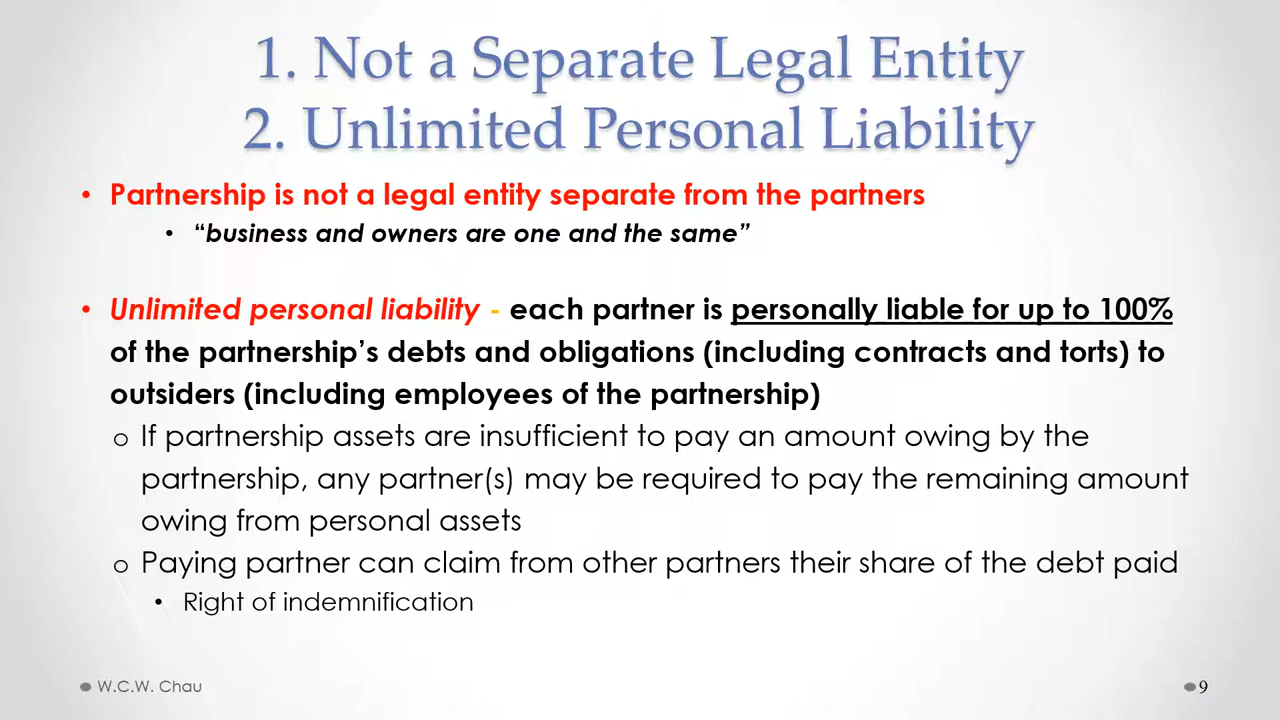 1. Not a Separate Legal Entity
2. Unlimited Personal Liability
• Partnership is not a legal entity separate from the partners
• “business and owners are one and the same”
• Unlimited personal liability - each partner is personally liable for up to 100%
of the partnership’s debts and obligations (including contracts and torts) to
outsiders (including employees of the partnership)
o If partnership assets are insufficient to pay an amount owing by the
partnership, any partner(s) may be required to pay the remaining amount
owing from personal assets
o Paying partner can claim from other partners their share of the debt paid
• Right of indemnification
W.C.W. Chau
9